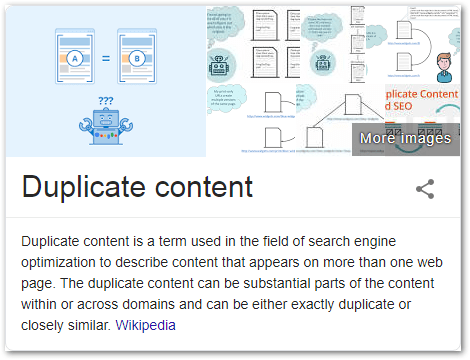 A = B
???
plicate Content
d SEO
More images
Duplicate content
Duplicate content is a term used in the field of search engine
optimization to describe content that appears on more than one web
page. The duplicate content can be substantial parts of the content
within or across domains and can be either exactly duplicate or
closely similar. Wikipedia